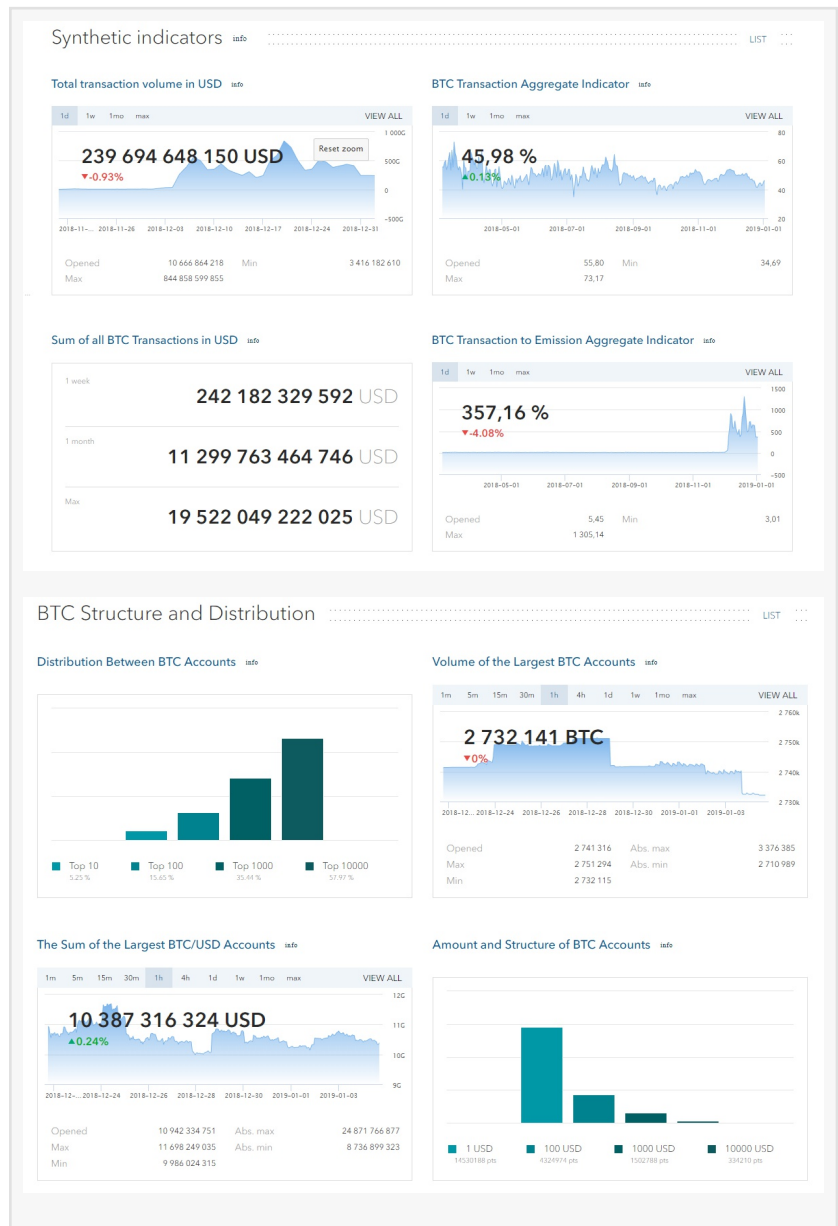 Synthetic indicators info LIST
Total transaction volume in USD info
1d 1w 1mo max VIEW ALL
1 000G
239 694 648 150 USD
Reset zoom
▼-0.93%
500G
0
-500G
2018-11-... 2018-11-26 2018-12-03 2018-12-10 2018-12-17 2018-12-24 2018-12-31
Opened 10 666 864 218 Min 3 416 182 610
Max 844 858 599 855
BTC Transaction Aggregate Indicator info
1d 1w 1mo max VIEW ALL
80
45,98 %
60
▲0.13%
40
20
2018-05-01 2018-07-01 2018-09-01 2018-11-01 2019-01-01
Opened 55,80 Min 34,69
Max 73,17
Sum of all BTC Transactions in USD info
1 week
242 182 329 592 USD
1 month
11 299 763 464 746 USD
Max
19 522 049 222 025 USD
BTC Transaction to Emission Aggregate Indicator info
1d 1w 1mo max VIEW ALL
1500
357,16 %
1000
▼-4.08%
500
0
-500
2018-05-01 2018-07-01 2018-09-01 2018-11-01 2019-01-01
Opened 5,45 Min 3,01
Max 1 305,14
BTC Structure and Distribution LIST
Distribution Between BTC Accounts info
Top 10 Top 100 Top 1000 Top 10000
5.25 % 15.65 % 35.44 % 57.97 %
Volume of the Largest BTC Accounts info
1m 5m 15m 30m 1h 4h 1d 1w 1mo max VIEW ALL
2 760k
2 732 141 BTC
2 750k
▼0%
2 740k
2 730k
2018-12... 2018-12-24 2018-12-26 2018-12-28 2018-12-30 2019-01-01 2019-01-03
Opened 2 741 316 Abs. max 3 376 385
Max 2 751 294 Abs. min 2 710 989
Min 2 732 115
The Sum of the Largest BTC/USD Accounts info
1m 5m 15m 30m 1h 4h 1d 1w 1mo max VIEW ALL
12G
10 387 316 324 USD
11G
▲0.24%
10G
9G
2018-12-... 2018-12-24 2018-12-26 2018-12-28 2018-12-30 2019-01-01 2019-01-03
Opened 10 942 334 751 Abs. max 24 871 766 877
Max 11 698 249 035 Abs. min 8 736 899 323
Min 9 986 024 315
Amount and Structure of BTC Accounts info
1 USD 100 USD 1000 USD 10000 USD
14530188 pts 4324974 pts 1502788 pts 334210 pts